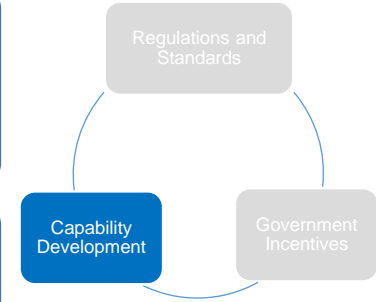 Regulations and
Standards
Capability
Development
Government
Incentives